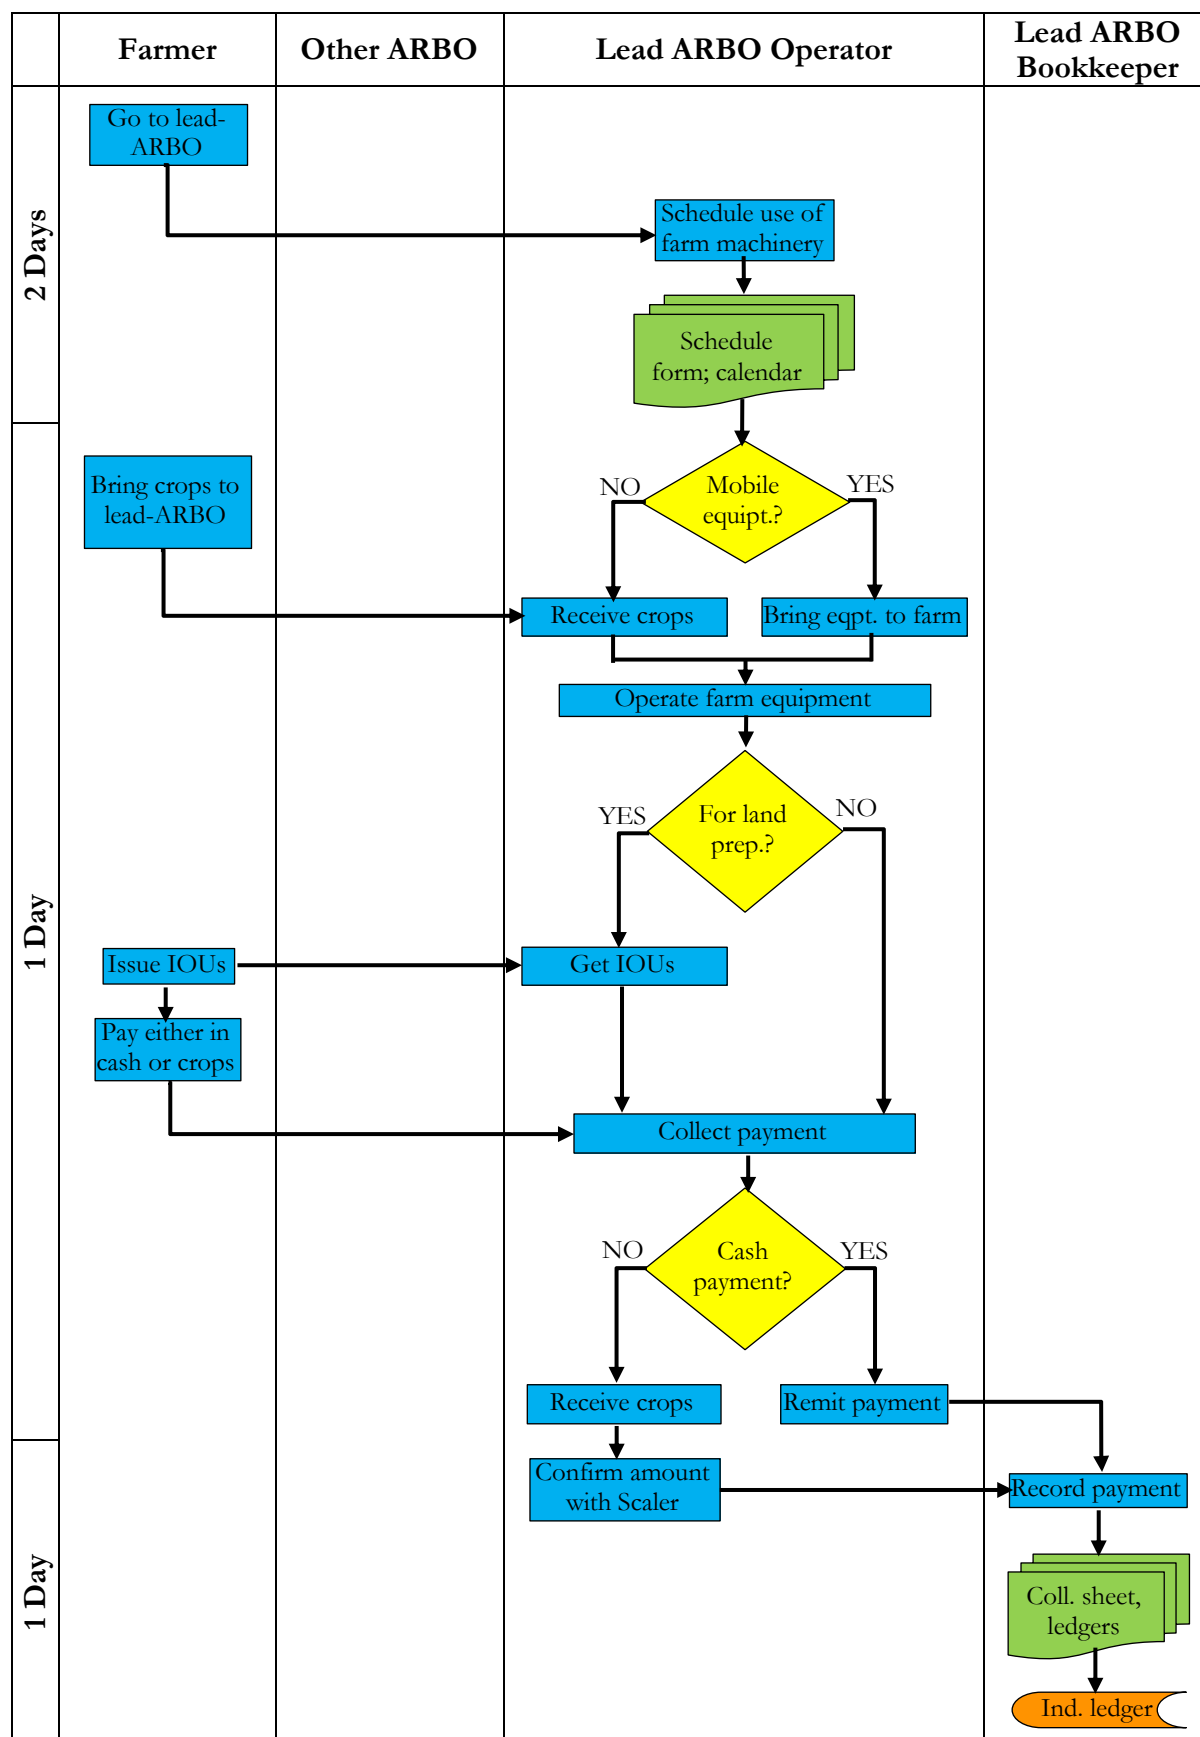 Farmer
Other ARBO
Lead ARBO Operator
Lead ARBO
Bookkeeper
2 Days
Go to lead-
ARBO
Schedule use of
farm machinery
Schedule
form; calendar
1 Day
Bring crops to
lead-ARBO
NO
Mobile
equipt.?
YES
Receive crops
Bring eqpt. to farm
Operate farm equipment
YES
For land
prep.?
NO
Issue IOUs
Get IOUs
Pay either in
cash or crops
Collect payment
NO
Cash
payment?
YES
Receive crops
Remit payment
1 Day
Confirm amount
with Scaler
Record payment
Coll. sheet,
ledgers
Ind. ledger